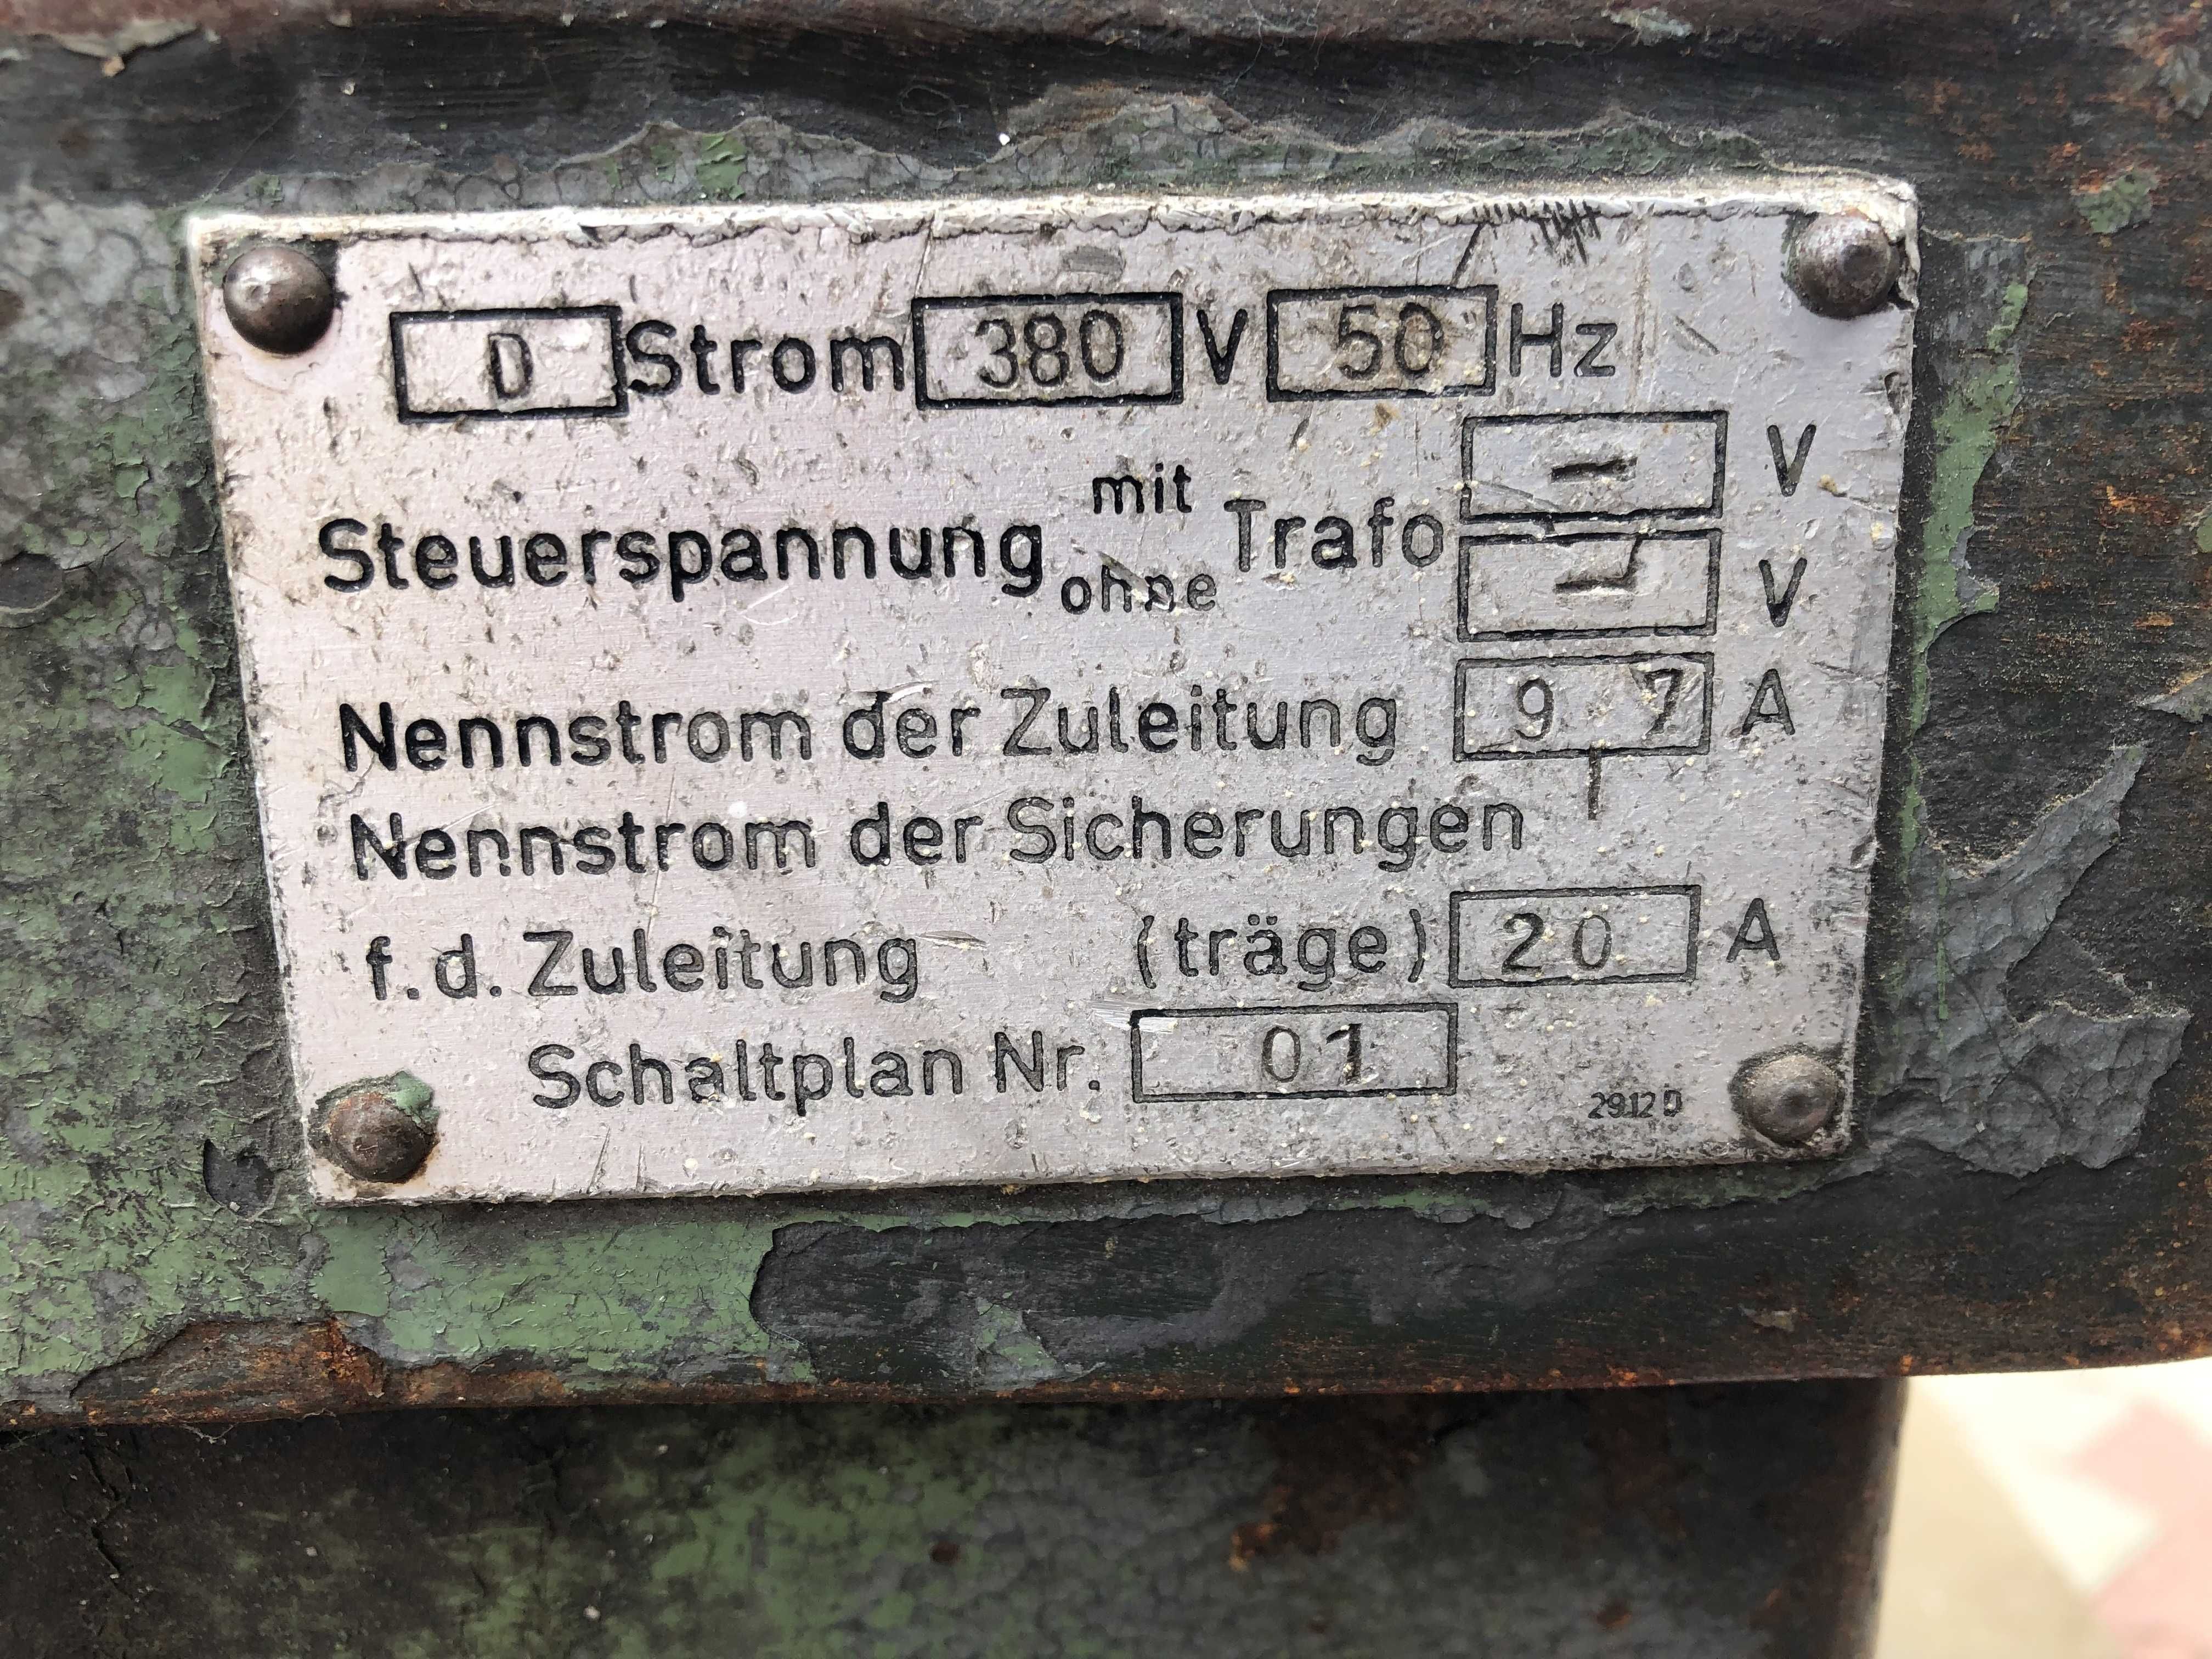 D Strom 380 V 50 Hz
Steuerspannung mit Trafo - V
ohne - V
Nennstrom der Zuleitung 9,7 A
Nennstrom der Sicherungen
f.d. Zuleitung (träge) 20 A
Schaltplan Nr. 01
2912 D